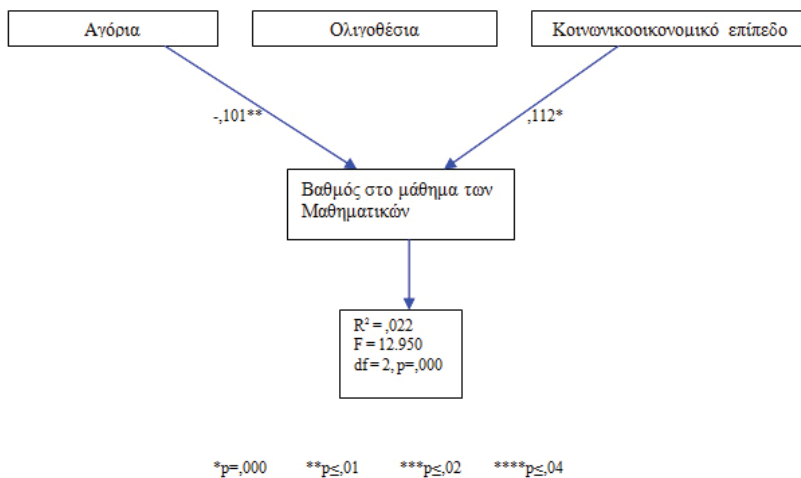 Αγόρια
Ολιγοθέσια
Κοινωνικοοικονομικό επίπεδο
-,101**
,112*
Βαθμός στο μάθημα των
Μαθηματικών
R² = ,022
F = 12.950
df = 2, p=,000
*p=,000 **p≤,01 ***p≤,02 ****p≤,04